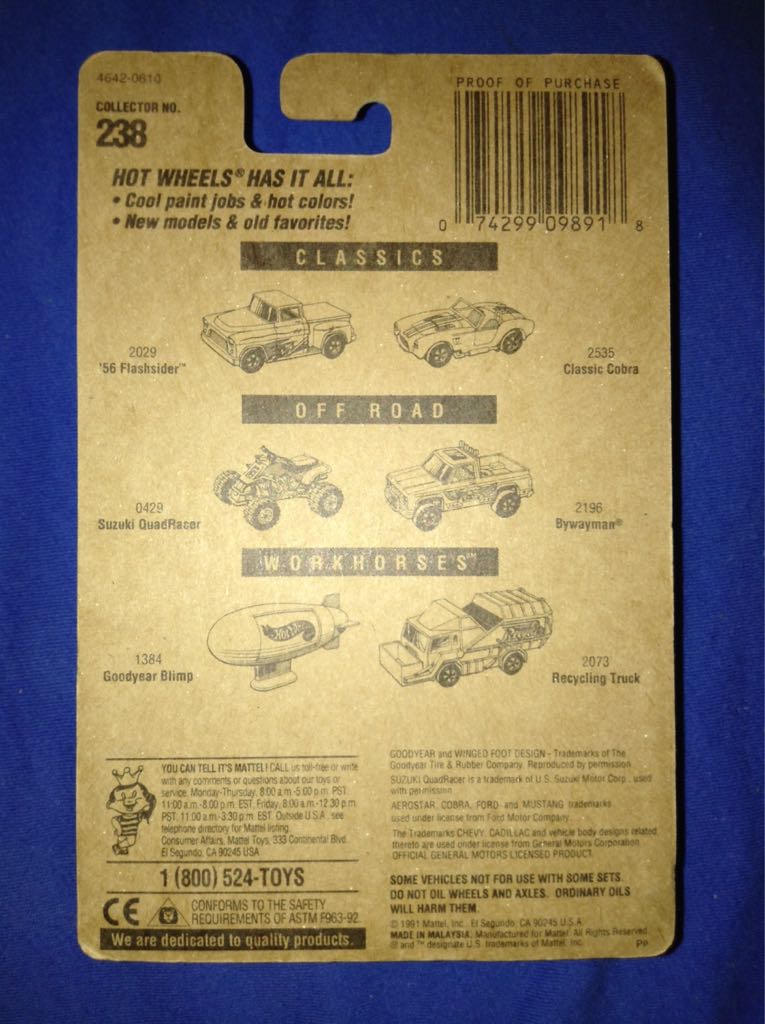 4642-0610
COLLECTOR NO.
238
PROOF OF PURCHASE
0 74299 09891 8
HOT WHEELS® HAS IT ALL:
• Cool paint jobs & hot colors!
• New models & old favorites!
CLASSICS
2029
'56 Flashsider™
2535
Classic Cobra
OFF ROAD
0429
Suzuki QuadRacer
2196
Bywayman®
WORKHORSES™
Hot Wheels
1384
Goodyear Blimp
2073
Recycling Truck
YOU CAN TELL IT'S MATTEL! CALL us toll-free or write
with any comments or questions about our toys or
service. Monday-Thursday, 8:00 a.m.-5:00 p.m. PST.
11:00 a.m.-8:00 p.m. EST. Friday, 8:00 a.m.-12:30 p.m.
PST. 11:00 a.m.-3:30 p.m. EST. Outside U.S.A., see
telephone directory for Mattel listing.
Consumer Affairs, Mattel Toys, 333 Continental Blvd.
El Segundo, CA 90245 USA
1 (800) 524-TOYS
CE
CONFORMS TO THE SAFETY
REQUIREMENTS OF ASTM F963-92
We are dedicated to quality products.
GOODYEAR and WINGED FOOT DESIGN - Trademarks of The
Goodyear Tire & Rubber Company. Reproduced by permission.
SUZUKI QuadRacer is a trademark of U.S. Suzuki Motor Corp., used
with permission.
AEROSTAR, COBRA, FORD and MUSTANG trademarks
used under license from Ford Motor Company.
The Trademarks CHEVY, CADILLAC and vehicle body designs related
thereto are used under license from General Motors Corporation.
OFFICIAL GENERAL MOTORS LICENSED PRODUCT.
SOME VEHICLES NOT FOR USE WITH SOME SETS.
DO NOT OIL WHEELS AND AXLES. ORDINARY OILS
WILL HARM THEM.
© 1991 Mattel, Inc. El Segundo, CA 90245 U.S.A.
MADE IN MALAYSIA. Manufactured for Mattel. All Rights Reserved.
® and ™ designate U.S. trademarks of Mattel, Inc.
PP